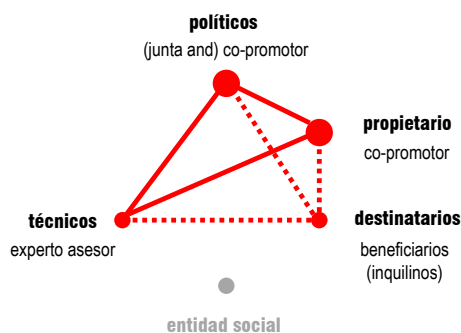 políticos
(junta and) co-promotor
propietario
co-promotor
técnicos
experto asesor
destinatarios
beneficiarios
(inquilinos)
entidad social